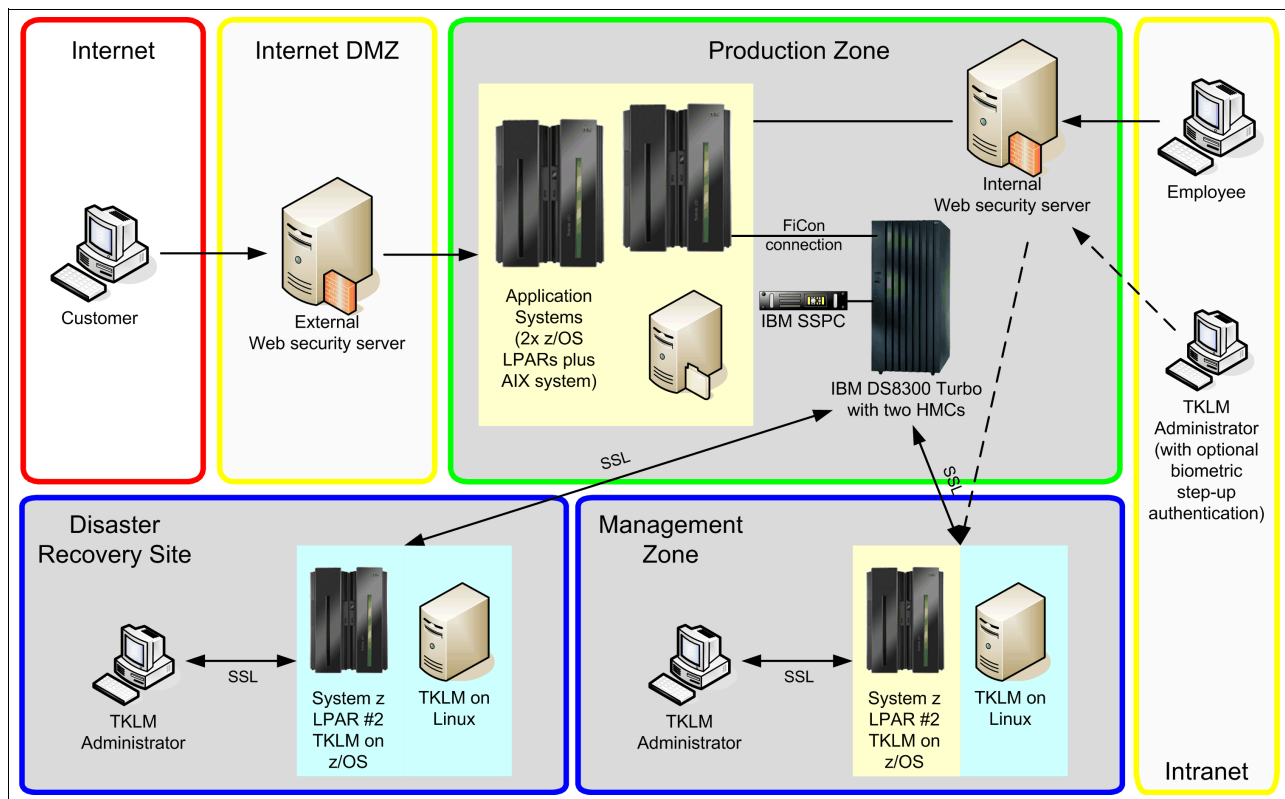 Internet
Customer
Internet DMZ
External
Web security server
Production Zone
Application
Systems
(2x z/OS
LPARs plus
AIX system)
FiCon
connection
IBM SSPC
IBM DS8300 Turbo
with two HMCs
Internal
Web security server
Employee
TKLM
Administrator
(with optional
biometric
step-up
authentication)
Intranet
SSL
SSL
Disaster
Recovery Site
TKLM
Administrator
SSL
System z
LPAR #2
TKLM on
z/OS
TKLM on
Linux
Management
Zone
TKLM
Administrator
SSL
System z
LPAR #2
TKLM on
z/OS
TKLM on
Linux